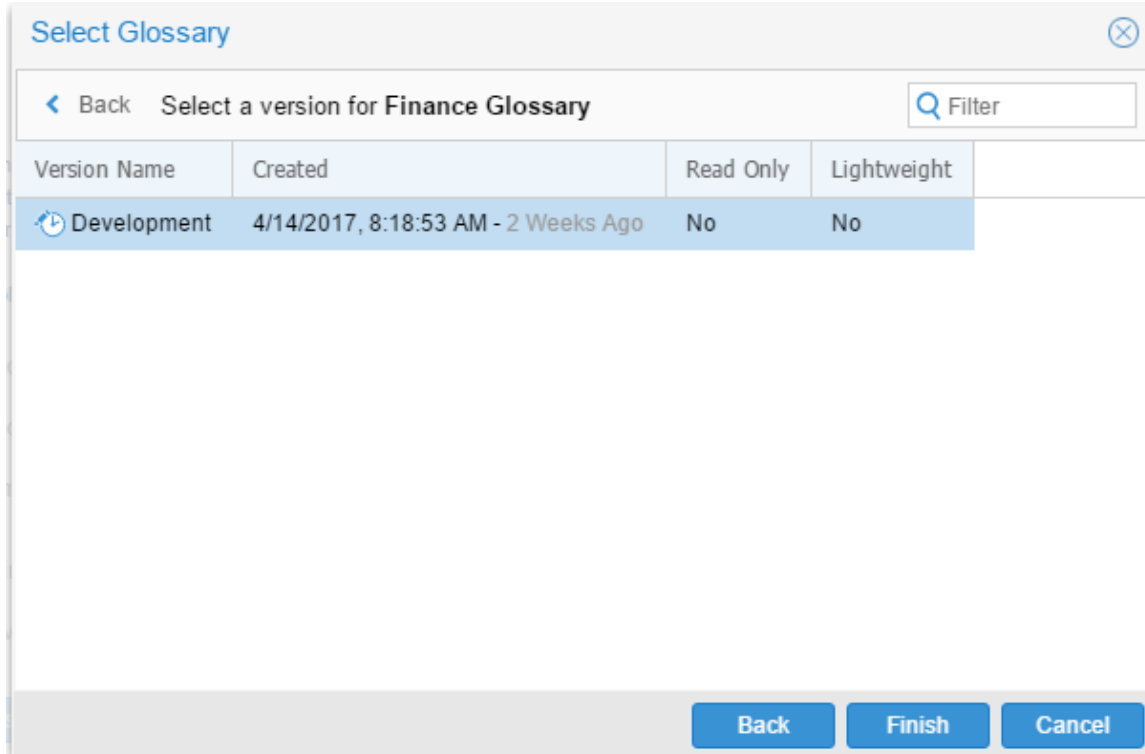 Select Glossary
Back Select a version for Finance Glossary Filter
Version Name Created Read Only Lightweight
Development 4/14/2017, 8:18:53 AM - 2 Weeks Ago No No
Back Finish Cancel